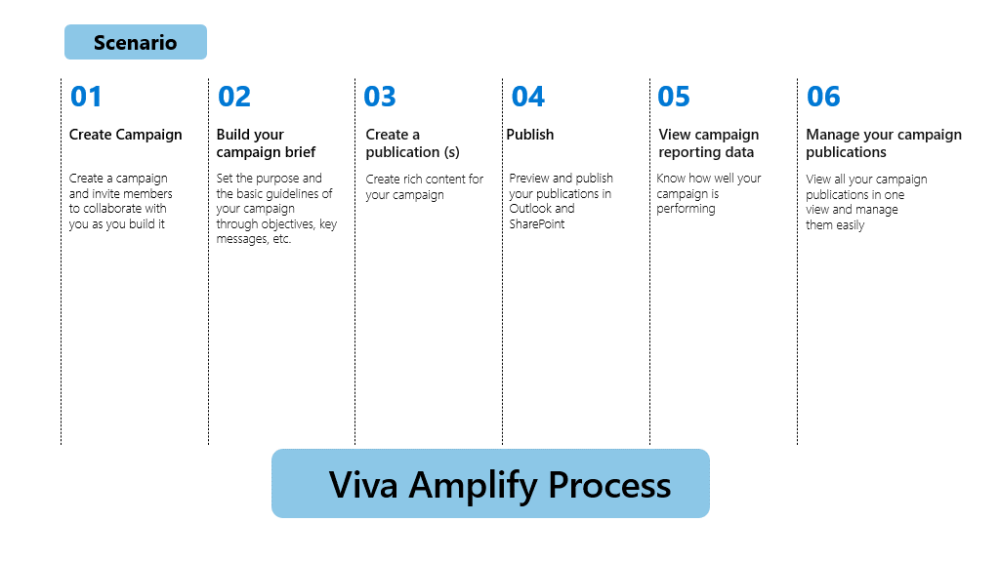 Scenario
01
Create Campaign
Create a campaign
and invite members
to collaborate with
you as you build it
02
Build your
campaign brief
Set the purpose and
the basic guidelines of
your campaign
through objectives, key
messages, etc.
03
Create a
publication (s)
Create rich content for
your campaign
04
Publish
Preview and publish
your publications in
Outlook and
SharePoint
05
View campaign
reporting data
Know how well your
campaign is
performing
06
Manage your campaign
publications
View all your campaign
publications in one
view and manage
them easily
Viva Amplify Process